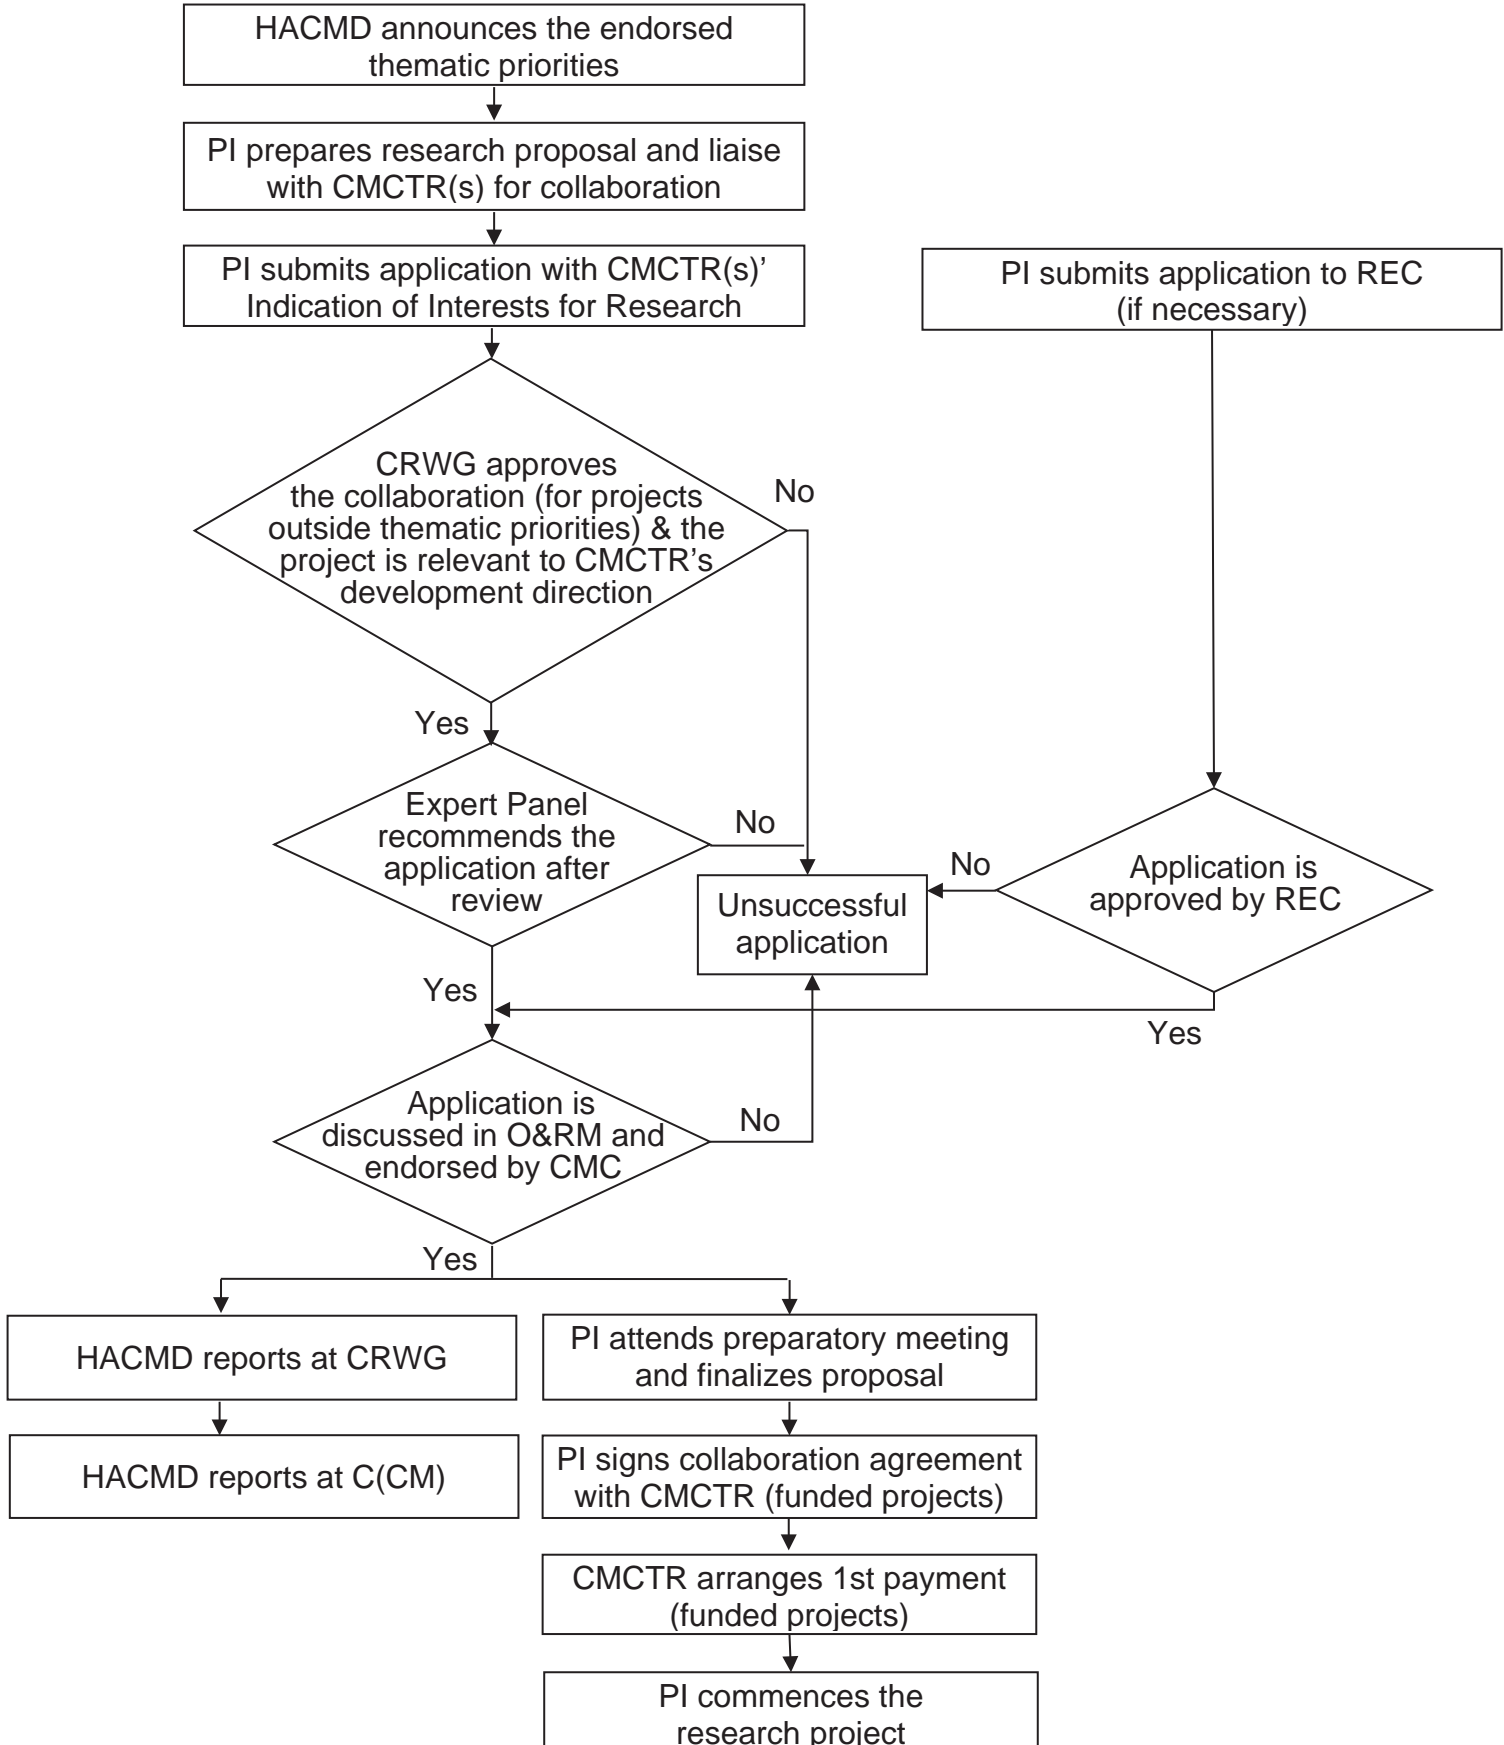 HACMD announces the endorsed
thematic priorities
PI prepares research proposal and liaise
with CMCTR(s) for collaboration
PI submits application with CMCTR(s)’
Indication of Interests for Research
PI submits application to REC
(if necessary)
CRWG approves
the collaboration (for projects
outside thematic priorities) & the
project is relevant to CMCTR’s
development direction
No
Yes
Expert Panel
recommends the
application after
review
No
Unsuccessful
application
No
Application is
approved by REC
Yes
Yes
Application is
discussed in O&RM and
endorsed by CMC
No
Yes
HACMD reports at CRWG
HACMD reports at C(CM)
PI attends preparatory meeting
and finalizes proposal
PI signs collaboration agreement
with CMCTR (funded projects)
CMCTR arranges 1st payment
(funded projects)
PI commences the
research project